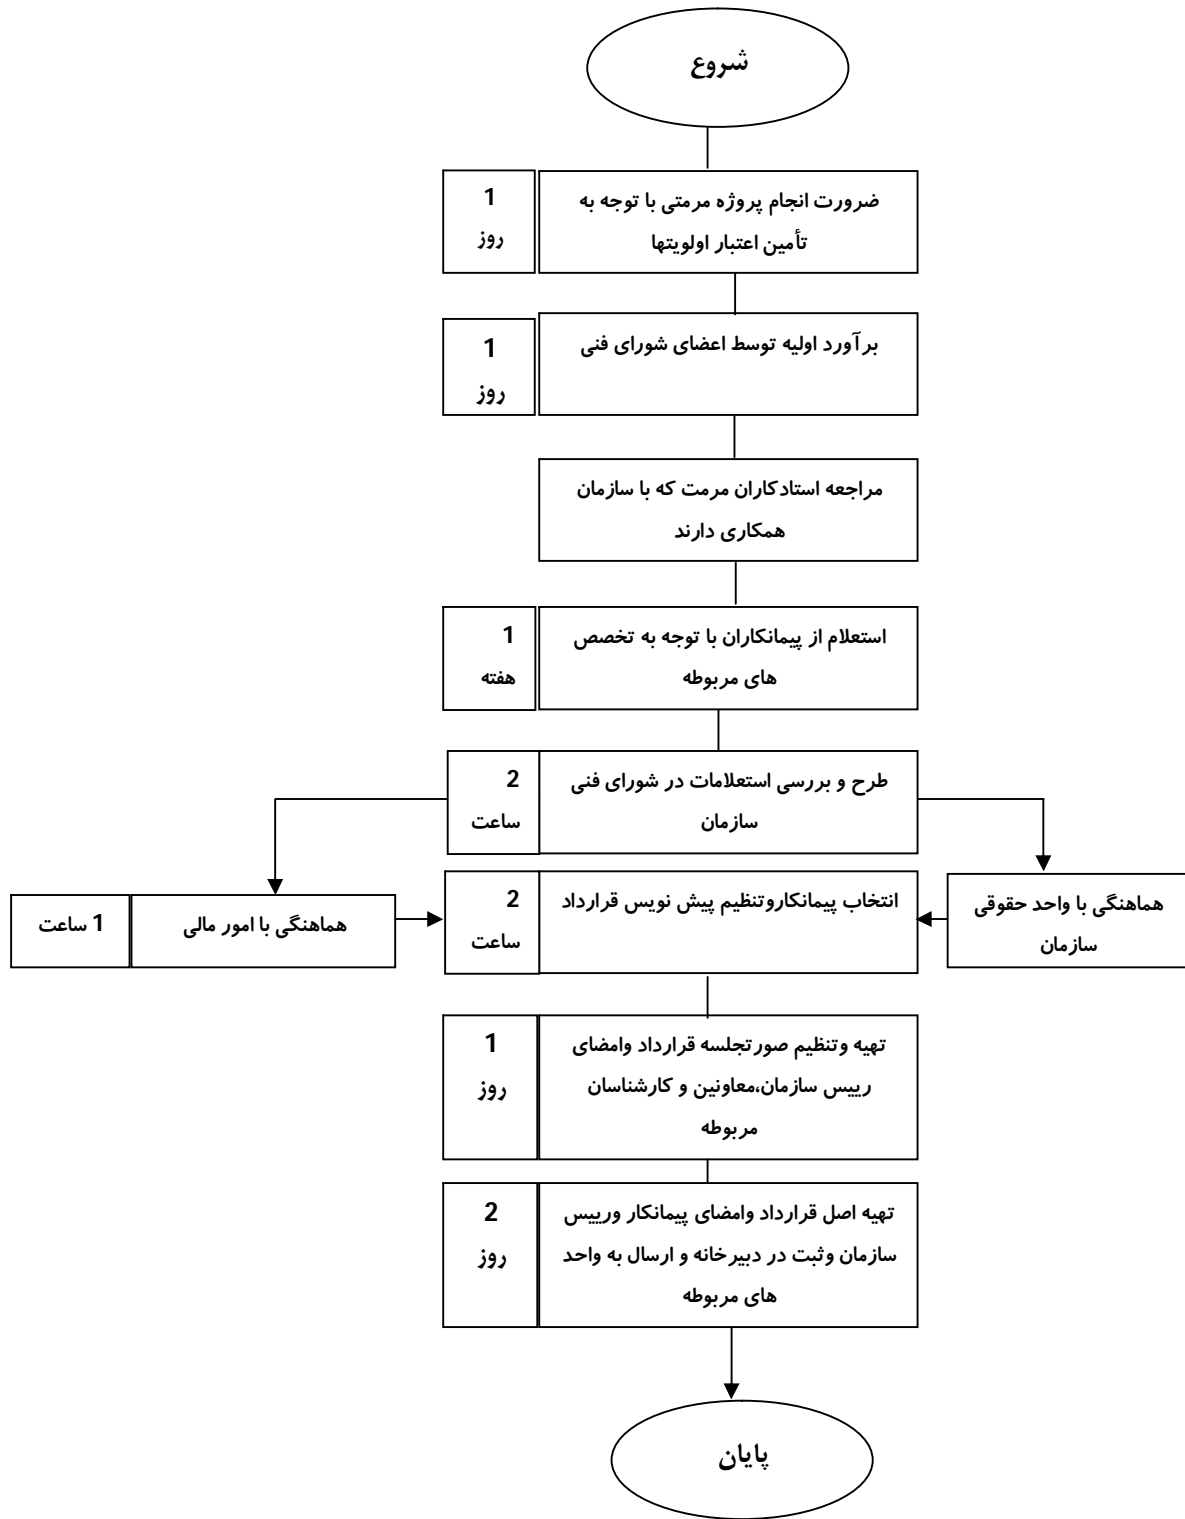 شروع
ضرورت انجام پروژه مرمتی با توجه به
تأمین اعتبار اولویتها
1
روز
برآورد اولیه توسط اعضای شورای فنی
1
روز
مراجعه استادکاران مرمت که با سازمان
همکاری دارند
استعلام از پیمانکاران با توجه به تخصص
های مربوطه
1
هفته
طرح و بررسی استعلامات در شورای فنی
سازمان
2
ساعت
هماهنگی با واحد حقوقی
سازمان
انتخاب پیمانکاروتنظیم پیش نویس قرارداد
2
ساعت
هماهنگی با امور مالی
1 ساعت
تهیه وتنظیم صورتجلسه قرارداد وامضای
رییس سازمان،معاونین و کارشناسان
مربوطه
1
روز
تهیه اصل قرارداد وامضای پیمانکار ورییس
سازمان وثبت در دبیرخانه و ارسال به واحد
های مربوطه
2
روز
پایان